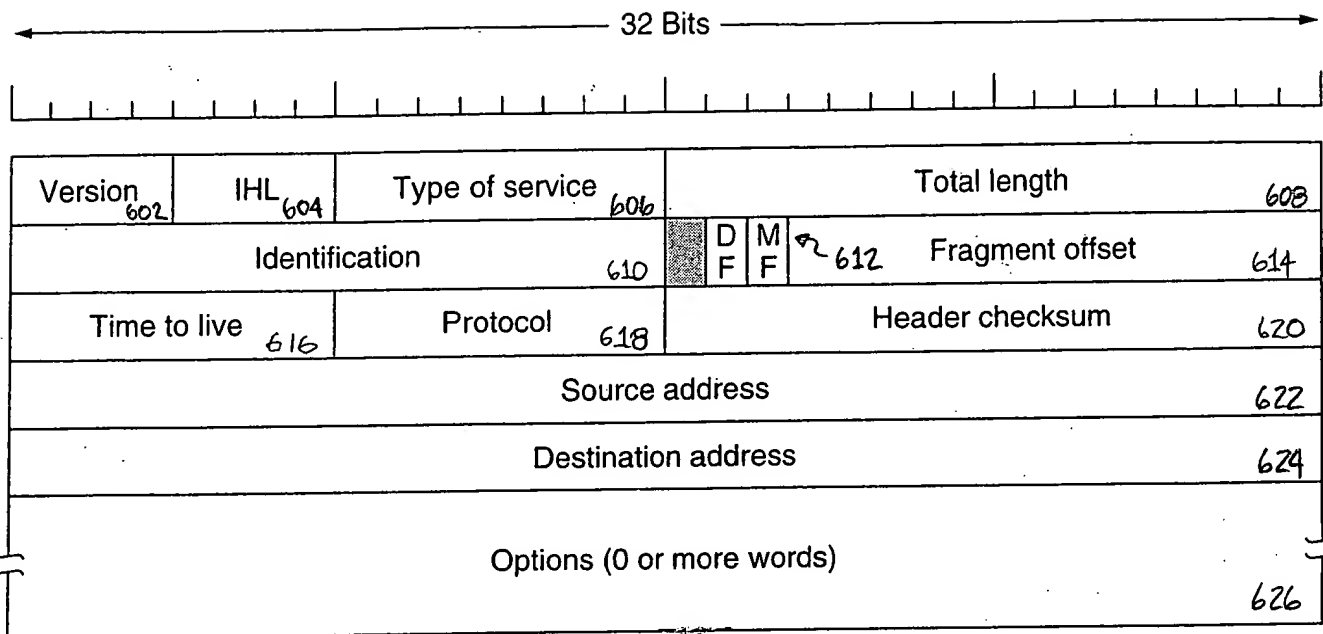 32 Bits
Version 602 IHL 604 Type of service 606 Total length 608
Identification 610 DF MF 612 Fragment offset 614
Time to live 616 Protocol 618 Header checksum 620
Source address 622
Destination address 624
Options (0 or more words)
626